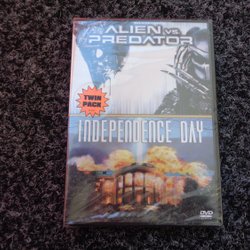 ALIEN VS.
PREDATOR
TWIN
PACK
INDEPENDENCE DAY
DVD